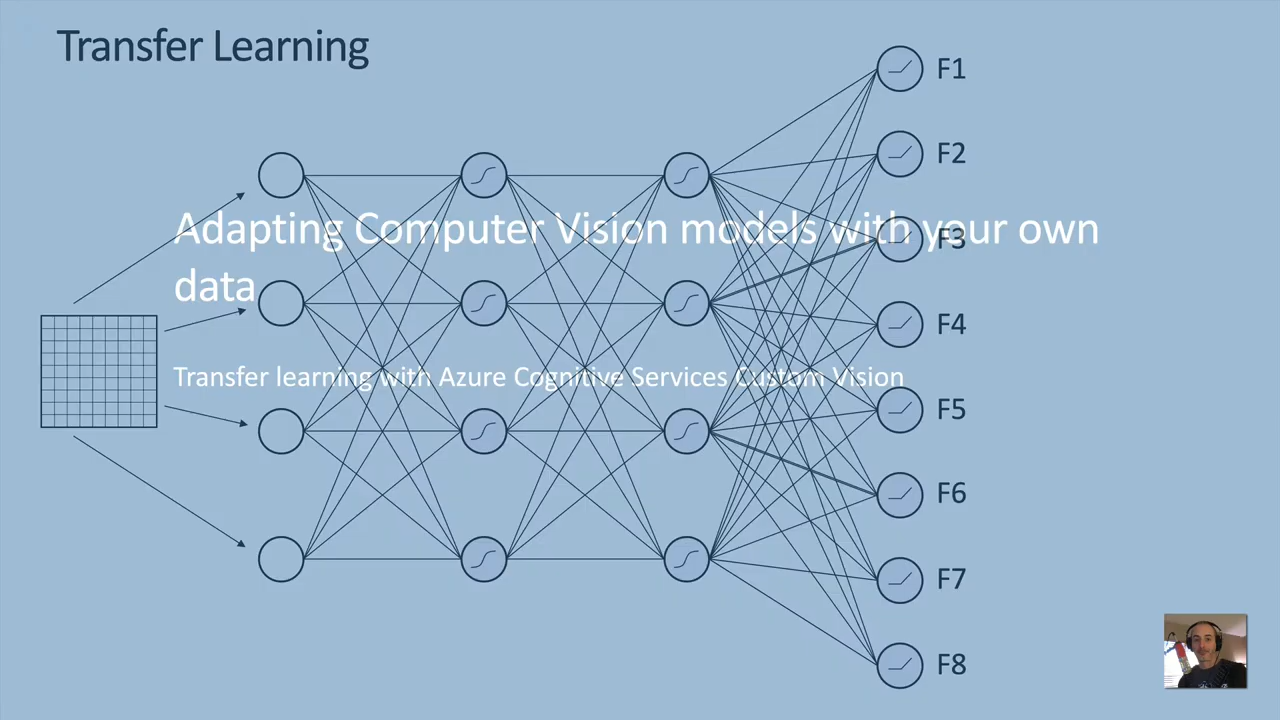 Transfer Learning
F1
F2
Adapting Computer Vision models with your own
data
F3
F4
Transfer learning with Azure Cognitive Services Custom Vision
F5
F6
F7
F8